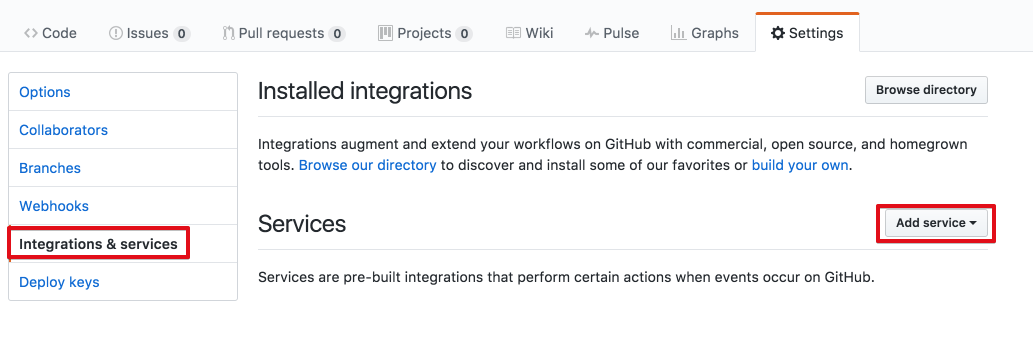 Code Issues 0 Pull requests 0 Projects 0 Wiki Pulse Graphs Settings
Options
Collaborators
Branches
Webhooks
Integrations & services
Deploy keys
Installed integrations
Browse directory
Integrations augment and extend your workflows on GitHub with commercial, open source, and homegrown
tools. Browse our directory to discover and install some of our favorites or build your own.
Services
Add service
Services are pre-built integrations that perform certain actions when events occur on GitHub.